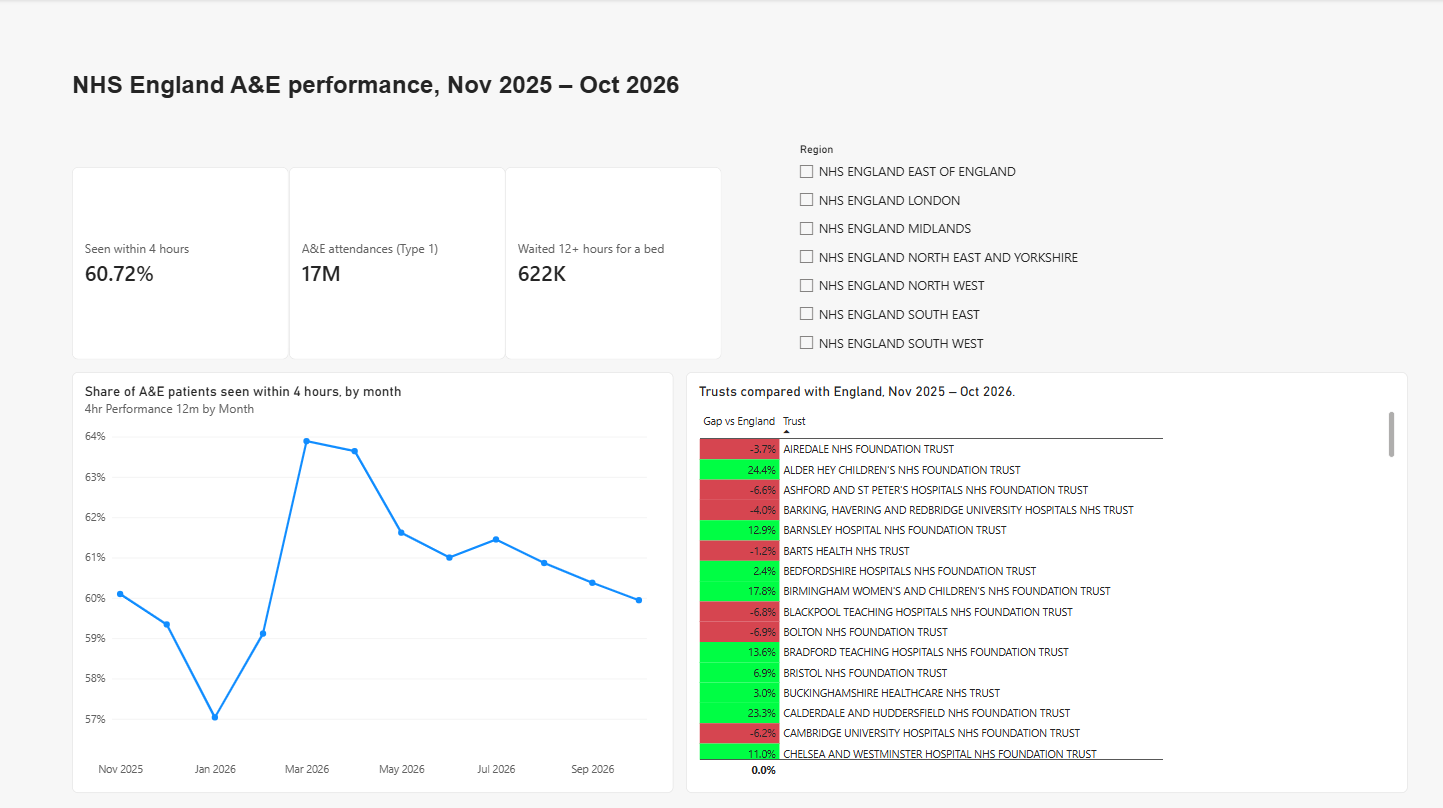 NHS England A&E performance, Nov 2025 – Oct 2026
Seen within 4 hours
60.72%
A&E attendances (Type 1)
17M
Waited 12+ hours for a bed
622K
Region
NHS ENGLAND EAST OF ENGLAND
NHS ENGLAND LONDON
NHS ENGLAND MIDLANDS
NHS ENGLAND NORTH EAST AND YORKSHIRE
NHS ENGLAND NORTH WEST
NHS ENGLAND SOUTH EAST
NHS ENGLAND SOUTH WEST
Share of A&E patients seen within 4 hours, by month
4hr Performance 12m by Month
64%
63%
62%
61%
60%
59%
58%
57%
Nov 2025 Jan 2026 Mar 2026 May 2026 Jul 2026 Sep 2026
Trusts compared with England, Nov 2025 – Oct 2026.
Gap vs England Trust
-3.7% AIREDALE NHS FOUNDATION TRUST
24.4% ALDER HEY CHILDREN'S NHS FOUNDATION TRUST
-6.6% ASHFORD AND ST PETER'S HOSPITALS NHS FOUNDATION TRUST
-4.0% BARKING, HAVERING AND REDBRIDGE UNIVERSITY HOSPITALS NHS TRUST
12.9% BARNSLEY HOSPITAL NHS FOUNDATION TRUST
-1.2% BARTS HEALTH NHS TRUST
2.4% BEDFORDSHIRE HOSPITALS NHS FOUNDATION TRUST
17.8% BIRMINGHAM WOMEN'S AND CHILDREN'S NHS FOUNDATION TRUST
-6.8% BLACKPOOL TEACHING HOSPITALS NHS FOUNDATION TRUST
-6.9% BOLTON NHS FOUNDATION TRUST
13.6% BRADFORD TEACHING HOSPITALS NHS FOUNDATION TRUST
6.9% BRISTOL NHS FOUNDATION TRUST
3.0% BUCKINGHAMSHIRE HEALTHCARE NHS TRUST
23.3% CALDERDALE AND HUDDERSFIELD NHS FOUNDATION TRUST
-6.2% CAMBRIDGE UNIVERSITY HOSPITALS NHS FOUNDATION TRUST
11.0% CHELSEA AND WESTMINSTER HOSPITAL NHS FOUNDATION TRUST
0.0%